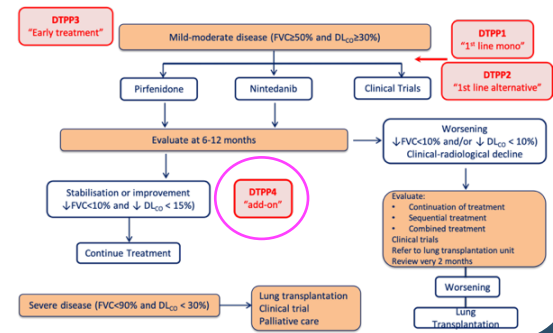 DTPP3
“Early treatment”
Mild-moderate disease (FVC≥50% and DLCO≥30%)
DTPP1
“1st line mono”
DTPP2
“1st line alternative”
Pirfenidone
Nintedanib
Clinical Trials
Evaluate at 6-12 months
Worsening
↓FVC<10% and/or ↓ DLCO < 10%)
Clinical-radiological decline
Stabilisation or improvement
↓FVC<10% and ↓ DLCO < 15%)
DTPP4
“add-on”
Continue Treatment
Evaluate:
• Continuation of treatment
• Sequential treatment
• Combined treatment
Clinical trials
Refer to lung transplantation unit
Review very 2 months
Worsening
Lung
Transplantation
Severe disease (FVC<90% and DLCO < 30%)
Lung transplantation
Clinical trial
Palliative care